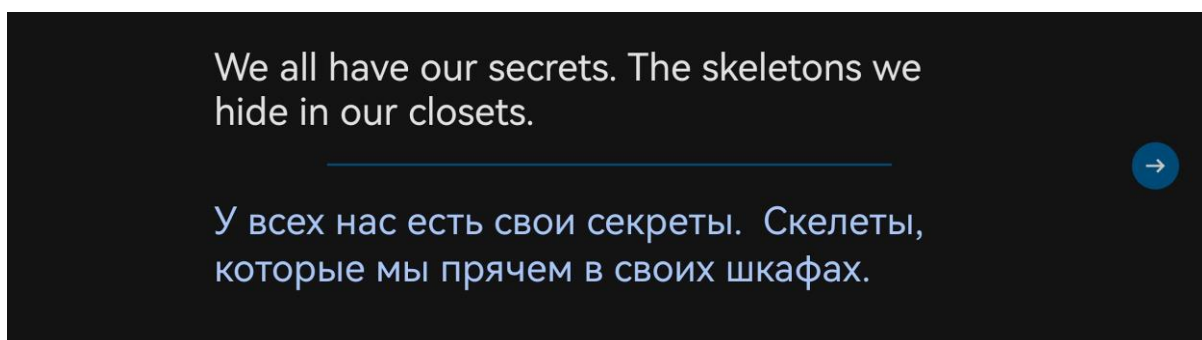 We all have our secrets. The skeletons we
hide in our closets.
У всех нас есть свои секреты.  Скелеты,
которые мы прячем в своих шкафах.